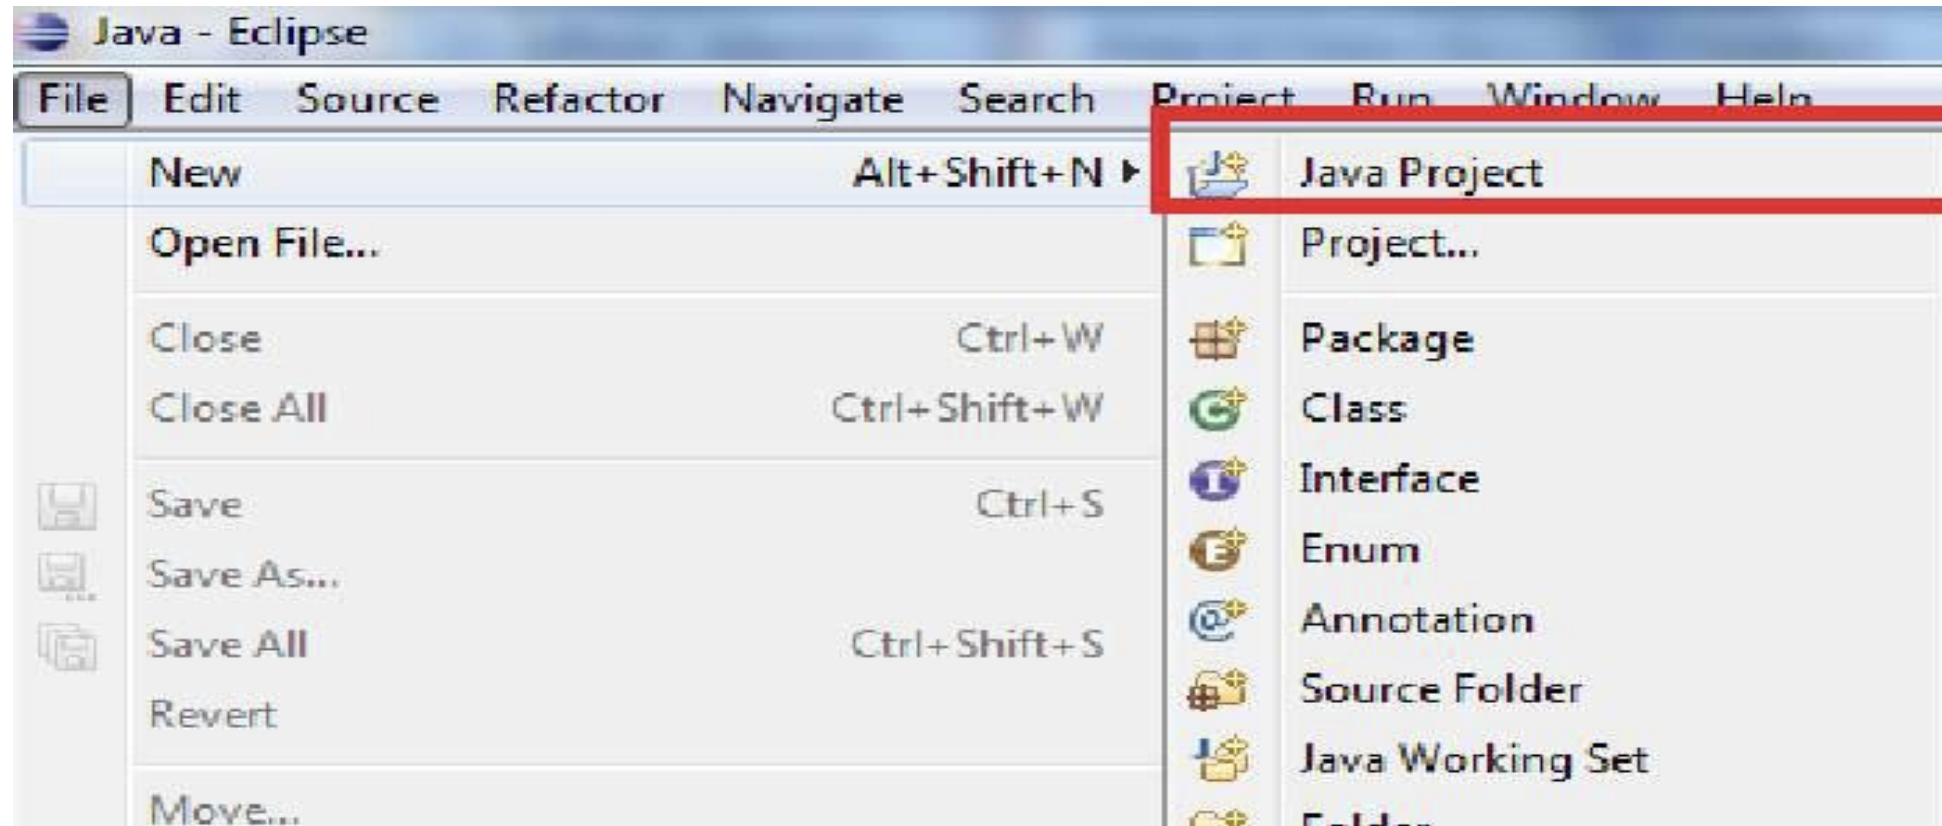 Java - Eclipse
File Edit Source Refactor Navigate Search Project Run Window Help
New Alt+Shift+N
Open File...
Close Ctrl+W
Close All Ctrl+Shift+W
Save Ctrl+S
Save As...
Save All Ctrl+Shift+S
Revert
Move...
Java Project
Project...
Package
Class
Interface
Enum
Annotation
Source Folder
Java Working Set
Folder